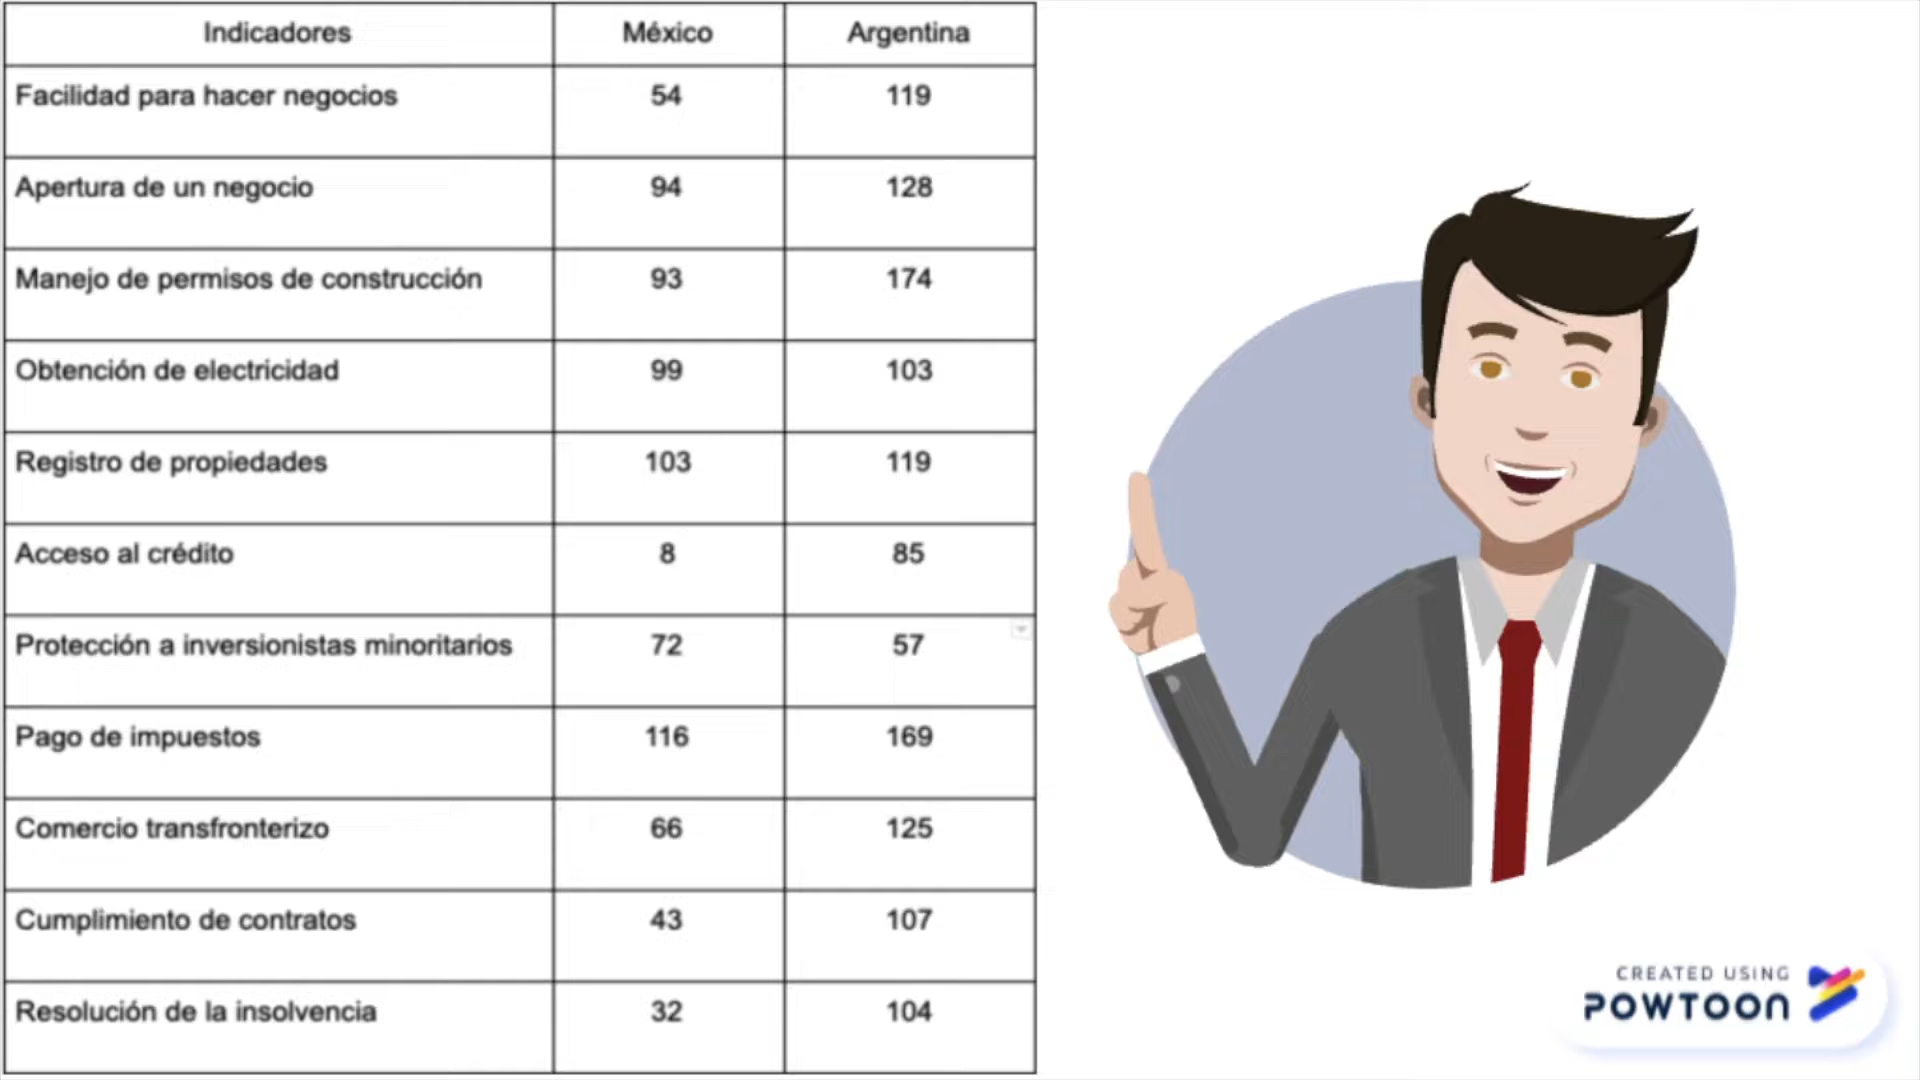 Indicadores México Argentina
Facilidad para hacer negocios 54 119
Apertura de un negocio 94 128
Manejo de permisos de construcción 93 174
Obtención de electricidad 99 103
Registro de propiedades 103 119
Acceso al crédito 8 85
Protección a inversionistas minoritarios 72 57
Pago de impuestos 116 169
Comercio transfronterizo 66 125
Cumplimiento de contratos 43 107
Resolución de la insolvencia 32 104
CREATED USING
POWTOON